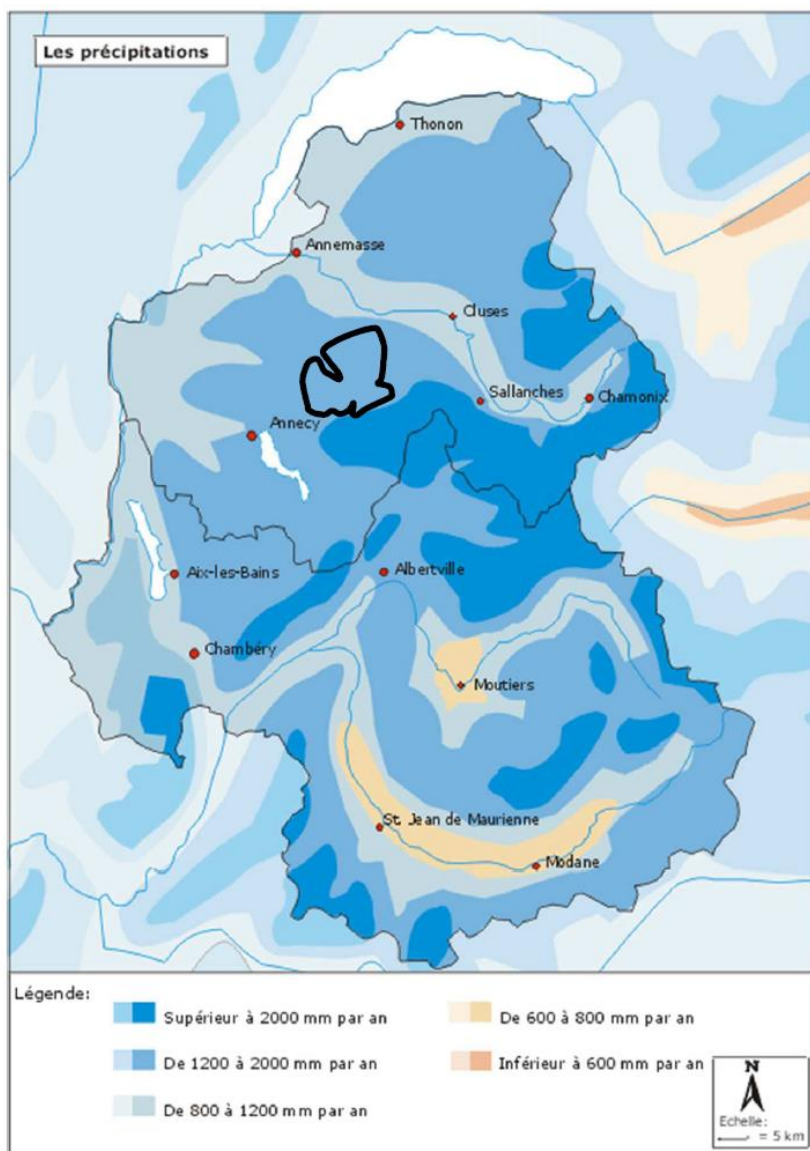 Les précipitations
Thonon
Annemasse
Cluses
Sallanches
Chamonix
Annecy
Aix-les-Bains
Albertville
Chambéry
Moutiers
St. Jean de Maurienne
Modane
Légende:
Supérieur à 2000 mm par an
De 600 à 800 mm par an
De 1200 à 2000 mm par an
Inférieur à 600 mm par an
De 800 à 1200 mm par an
N
Echelle:
= 5 km